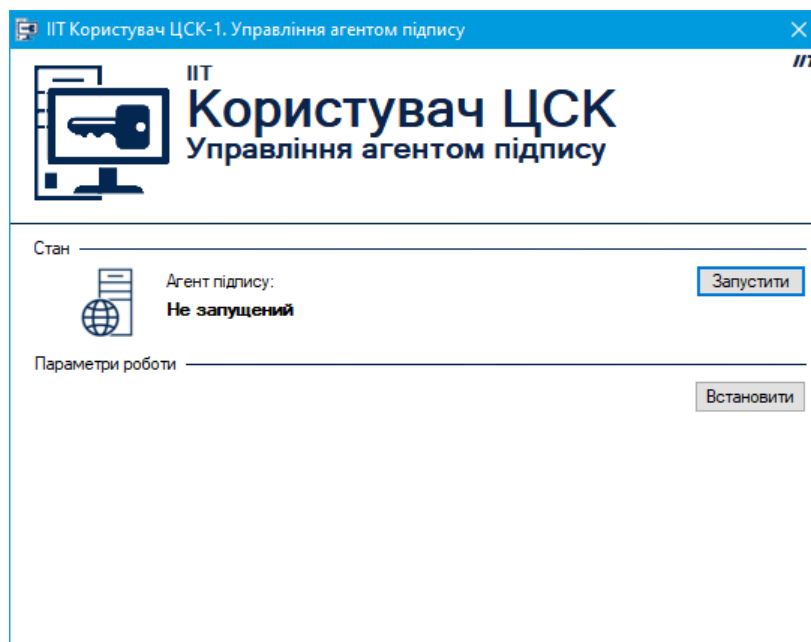 ІІТ Користувач ЦСК-1. Управління агентом підпису
ІІТ
ІІТ
Користувач ЦСК
Управління агентом підпису
Стан
Агент підпису:
Запустити
Не запущений
Параметри роботи
Встановити